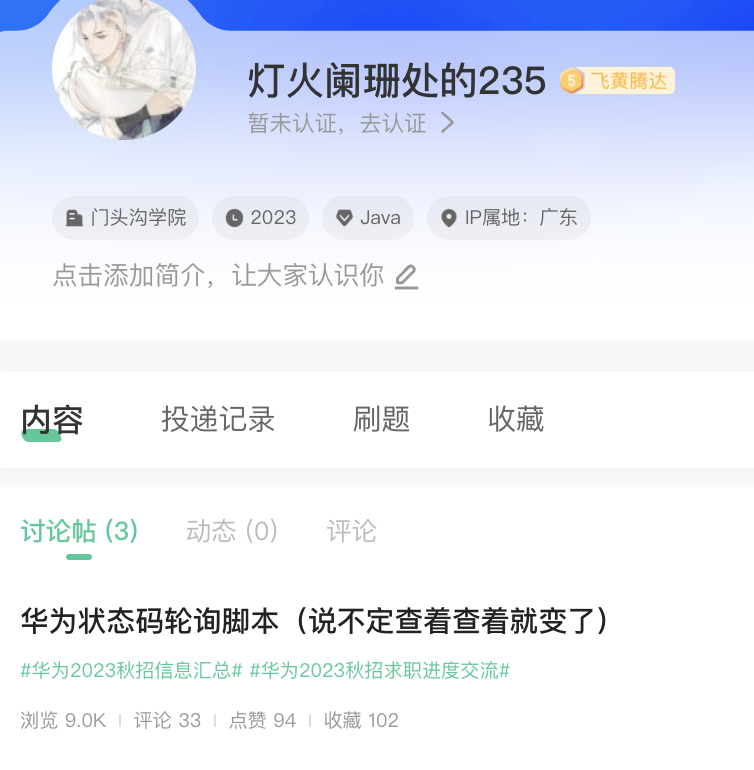 灯火阑珊处的235 5 飞黄腾达
暂未认证，去认证
门头沟学院 2023 Java IP属地：广东
点击添加简介，让大家认识你
内容 投递记录 刷题 收藏
讨论帖 (3) 动态 (0) 评论
华为状态码轮询脚本（说不定查着查着就变了）
#华为2023秋招信息汇总# #华为2023秋招求职进度交流#
浏览 9.0K 评论 33 点赞 94 收藏 102